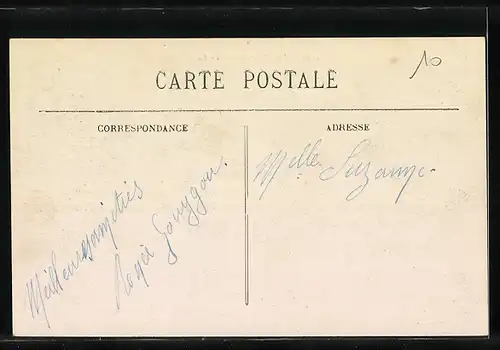 10
CARTE POSTALE
CORRESPONDANCE
ADRESSE
Meilleures amitiés
Roger
Melle Suzanne